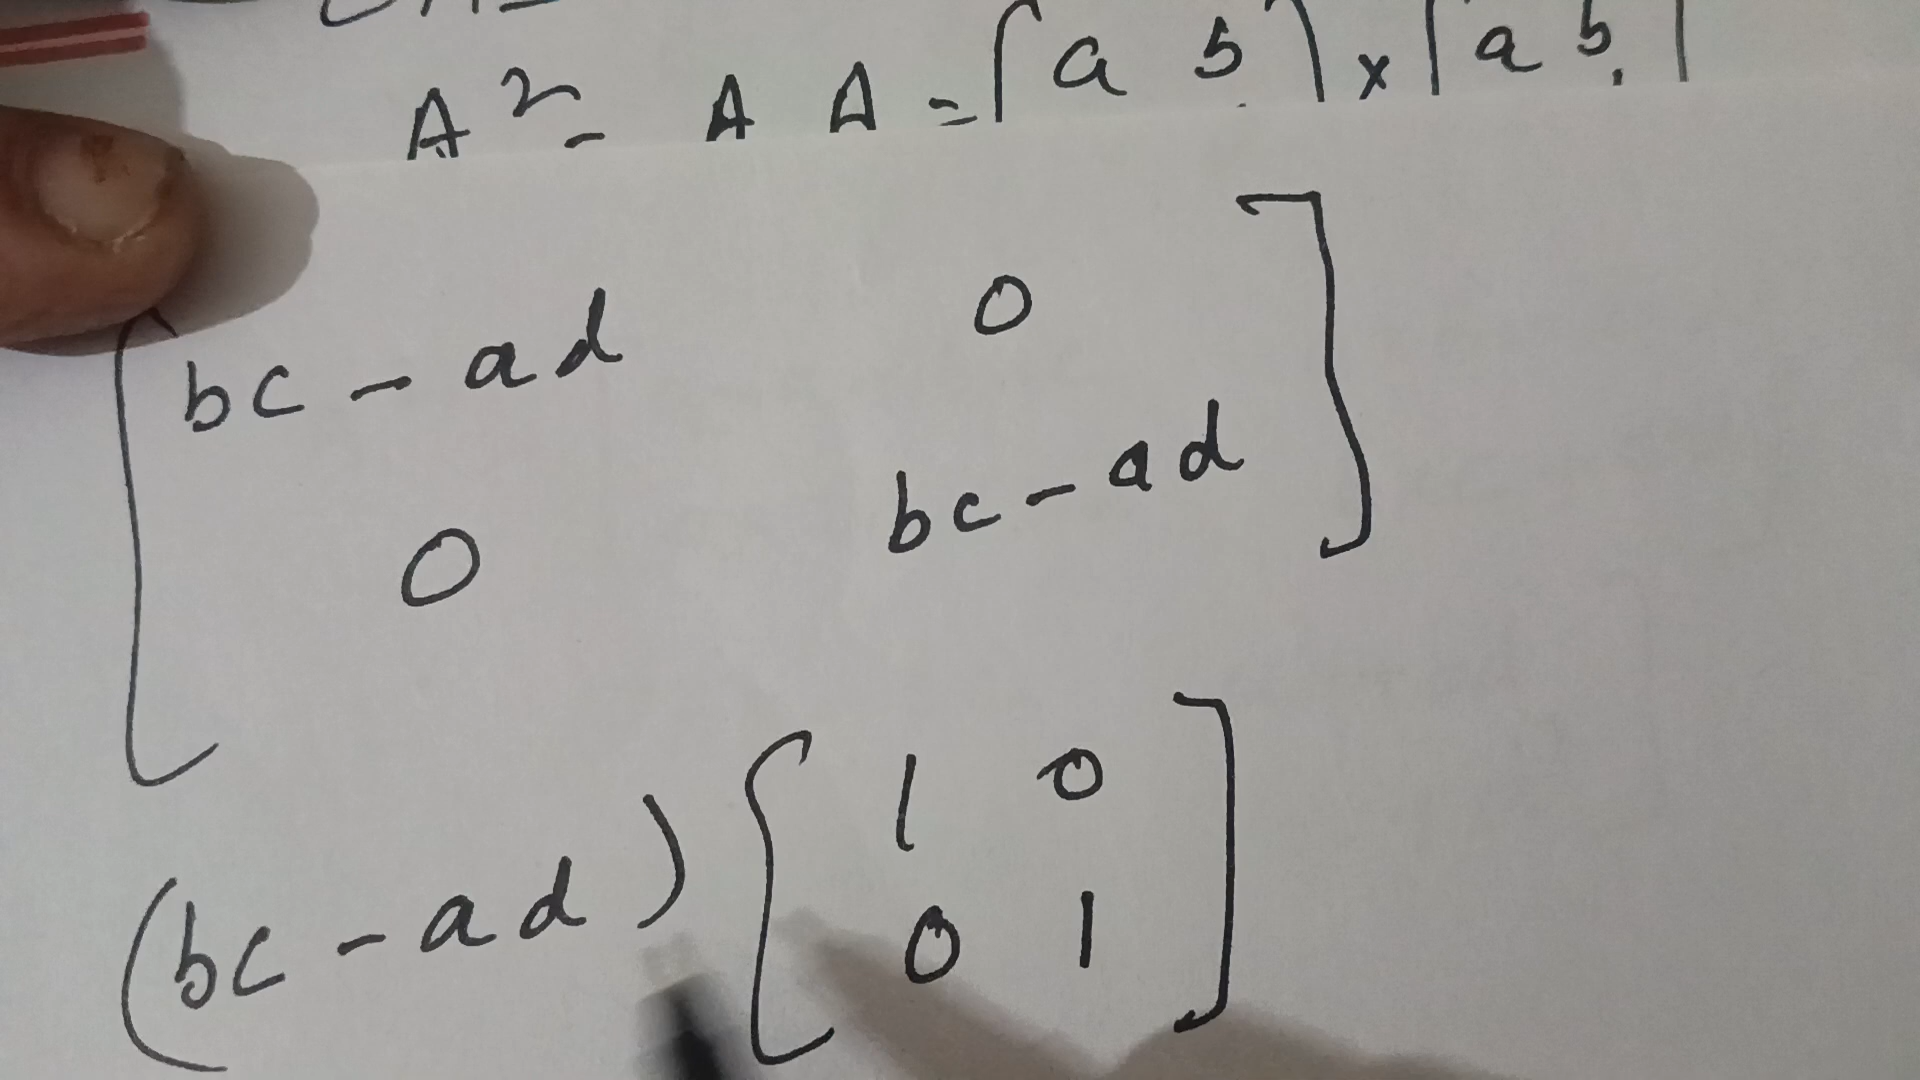 A² = A A = [ a b ] × [ a b ]
[ bc - ad 0
0 bc - ad ]
(bc - ad) [ 1 0
0 1 ]